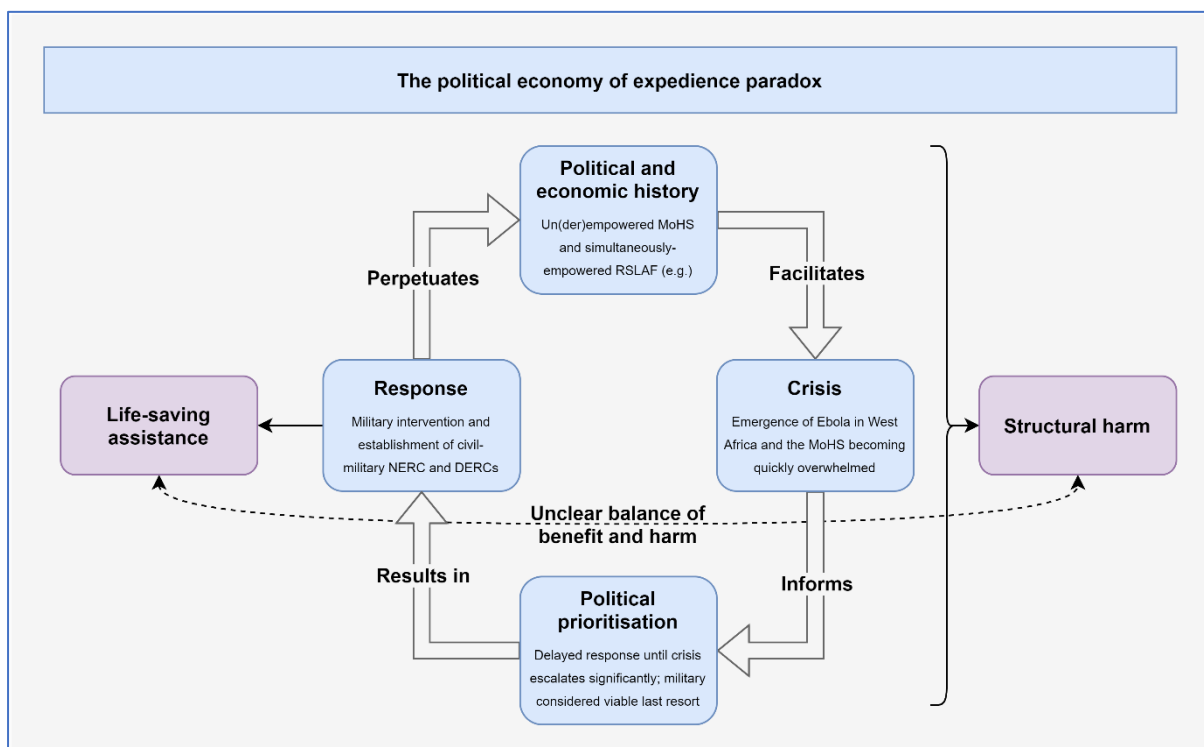 The political economy of expedience paradox
Political and
economic history
Un(der)empowered MoHS
and simultaneously-
empowered RSLAF (e.g.)
Perpetuates
Facilitates
Life-saving
assistance
Response
Military intervention and
establishment of civil-
military NERC and DERCs
Crisis
Emergence of Ebola in West
Africa and the MoHS becoming
quickly overwhelmed
Structural harm
Unclear balance of
benefit and harm
Results in
Informs
Political
prioritisation
Delayed response until crisis
escalates significantly; military
considered viable last resort